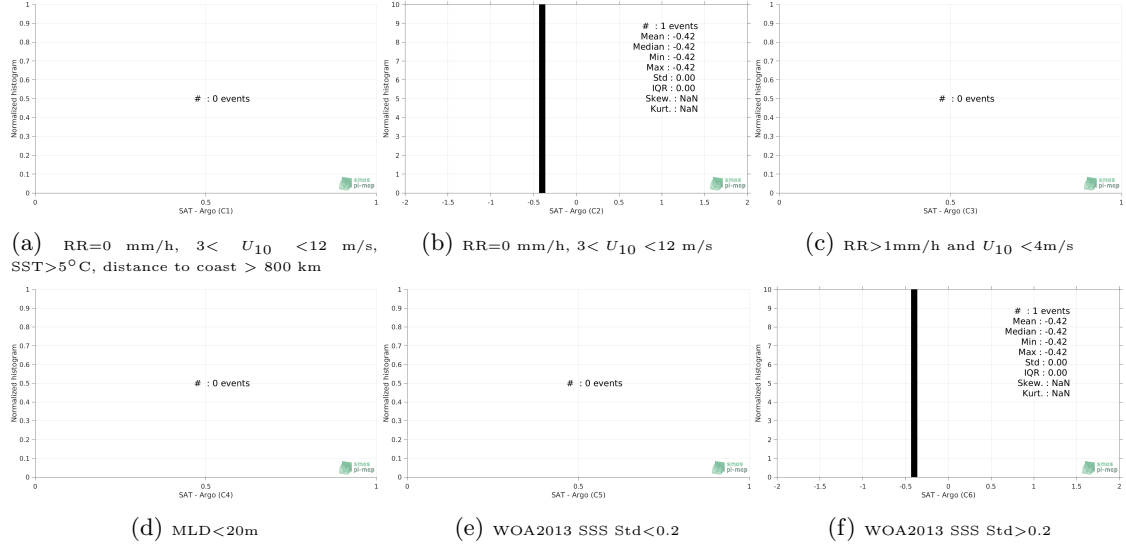 1
0.9
0.8
0.7
0.6
0.5
0.4
0.3
0.2
0.1
0
Normalized histogram
# : 0 events
smos
pi-mep
0 0.5 1
SAT - Argo (C1)
(a) RR=0 mm/h, 3< U10 <12 m/s,
SST>5°C, distance to coast > 800 km
10
9
8
7
6
5
4
3
2
1
0
Normalized histogram
# : 1 events
Mean : -0.42
Median : -0.42
Min : -0.42
Max : -0.42
Std : 0.00
IQR : 0.00
Skew. : NaN
Kurt. : NaN
smos
pi-mep
-2 -1.5 -1 -0.5 0 0.5 1 1.5 2
SAT - Argo (C2)
(b) RR=0 mm/h, 3< U10 <12 m/s
1
0.9
0.8
0.7
0.6
0.5
0.4
0.3
0.2
0.1
0
Normalized histogram
# : 0 events
smos
pi-mep
0 0.5 1
SAT - Argo (C3)
(c) RR>1mm/h and U10 <4m/s
1
0.9
0.8
0.7
0.6
0.5
0.4
0.3
0.2
0.1
0
Normalized histogram
# : 0 events
smos
pi-mep
0 0.5 1
SAT - Argo (C4)
(d) MLD<20m
1
0.9
0.8
0.7
0.6
0.5
0.4
0.3
0.2
0.1
0
Normalized histogram
# : 0 events
smos
pi-mep
0 0.5 1
SAT - Argo (C5)
(e) WOA2013 SSS Std<0.2
10
9
8
7
6
5
4
3
2
1
0
Normalized histogram
# : 1 events
Mean : -0.42
Median : -0.42
Min : -0.42
Max : -0.42
Std : 0.00
IQR : 0.00
Skew. : NaN
Kurt. : NaN
smos
pi-mep
-2 -1.5 -1 -0.5 0 0.5 1 1.5 2
SAT - Argo (C6)
(f) WOA2013 SSS Std>0.2